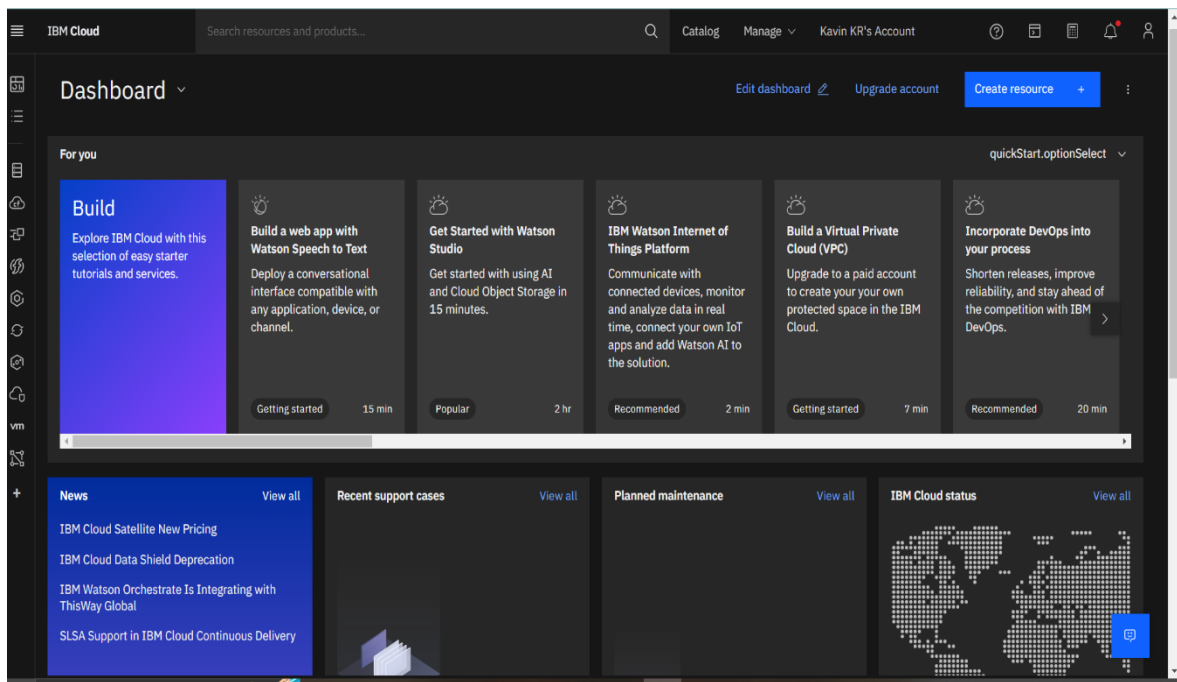 IBM Cloud
Search resources and products...
Catalog
Manage
Kavin KR's Account
Dashboard
Edit dashboard
Upgrade account
Create resource +
For you
quickStart.optionSelect
Build
Explore IBM Cloud with this
selection of easy starter
tutorials and services.
Build a web app with
Watson Speech to Text
Deploy a conversational
interface compatible with
any application, device, or
channel.
Getting started
15 min
Get Started with Watson
Studio
Get started with using AI
and Cloud Object Storage in
15 minutes.
Popular
2 hr
IBM Watson Internet of
Things Platform
Communicate with
connected devices, monitor
and analyze data in real
time, connect your own IoT
apps and add Watson AI to
the solution.
Recommended
2 min
Build a Virtual Private
Cloud (VPC)
Upgrade to a paid account
to create your your own
protected space in the IBM
Cloud.
Getting started
7 min
Incorporate DevOps into
your process
Shorten releases, improve
reliability, and stay ahead of
the competition with IBM
DevOps.
Recommended
20 min
vm
News
View all
IBM Cloud Satellite New Pricing
IBM Cloud Data Shield Deprecation
IBM Watson Orchestrate Is Integrating with
ThisWay Global
SLSA Support in IBM Cloud Continuous Delivery
Recent support cases
View all
Planned maintenance
View all
IBM Cloud status
View all